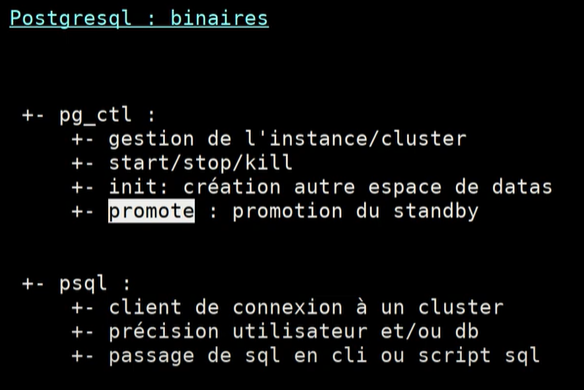 Postgresql : binaires
+- pg_ctl :
+- gestion de l'instance/cluster
+- start/stop/kill
+- init: création autre espace de datas
+- promote : promotion du standby
+- psql :
+- client de connexion à un cluster
+- précision utilisateur et/ou db
+- passage de sql en cli ou script sql